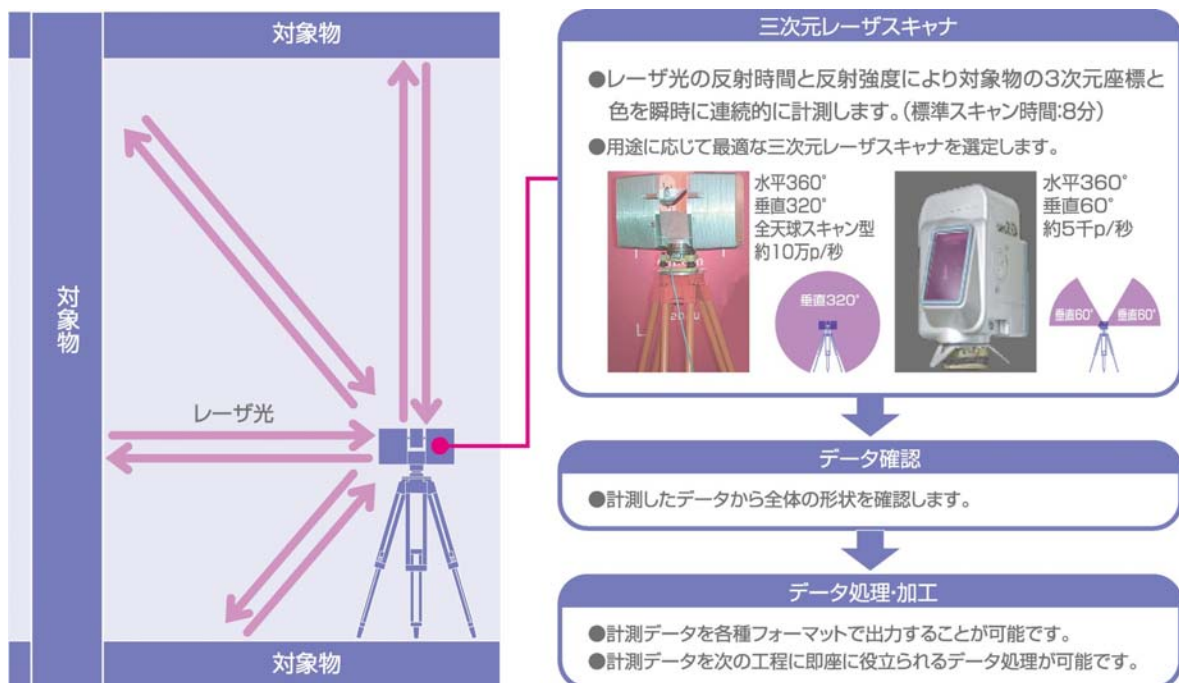 対象物
対象物
レーザ光
対象物
三次元レーザスキャナ
●レーザ光の反射時間と反射強度により対象物の3次元座標と
色を瞬時に連続的に計測します。(標準スキャン時間:8分)
●用途に応じて最適な三次元レーザスキャナを選定します。
水平360°
垂直320°
全天球スキャン型
約10万p/秒
垂直320°
水平360°
垂直60°
約5千p/秒
垂直60°
垂直60°
データ確認
●計測したデータから全体の形状を確認します。
データ処理・加工
●計測データを各種フォーマットで出力することが可能です。
●計測データを次の工程に即座に役立られるデータ処理が可能です。